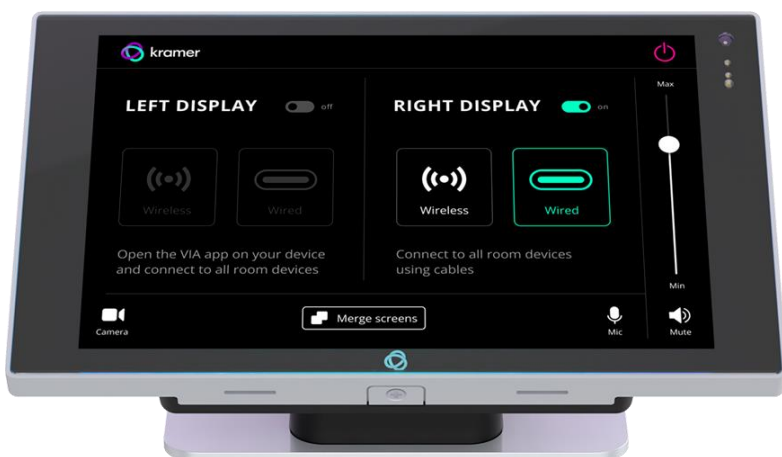 kramer
LEFT DISPLAY
off
Wireless
Wired
Open the VIA app on your device
and connect to all room devices
RIGHT DISPLAY
on
Wireless
Wired
Connect to all room devices
using cables
Max
Min
Camera
Merge screens
Mic
Mute